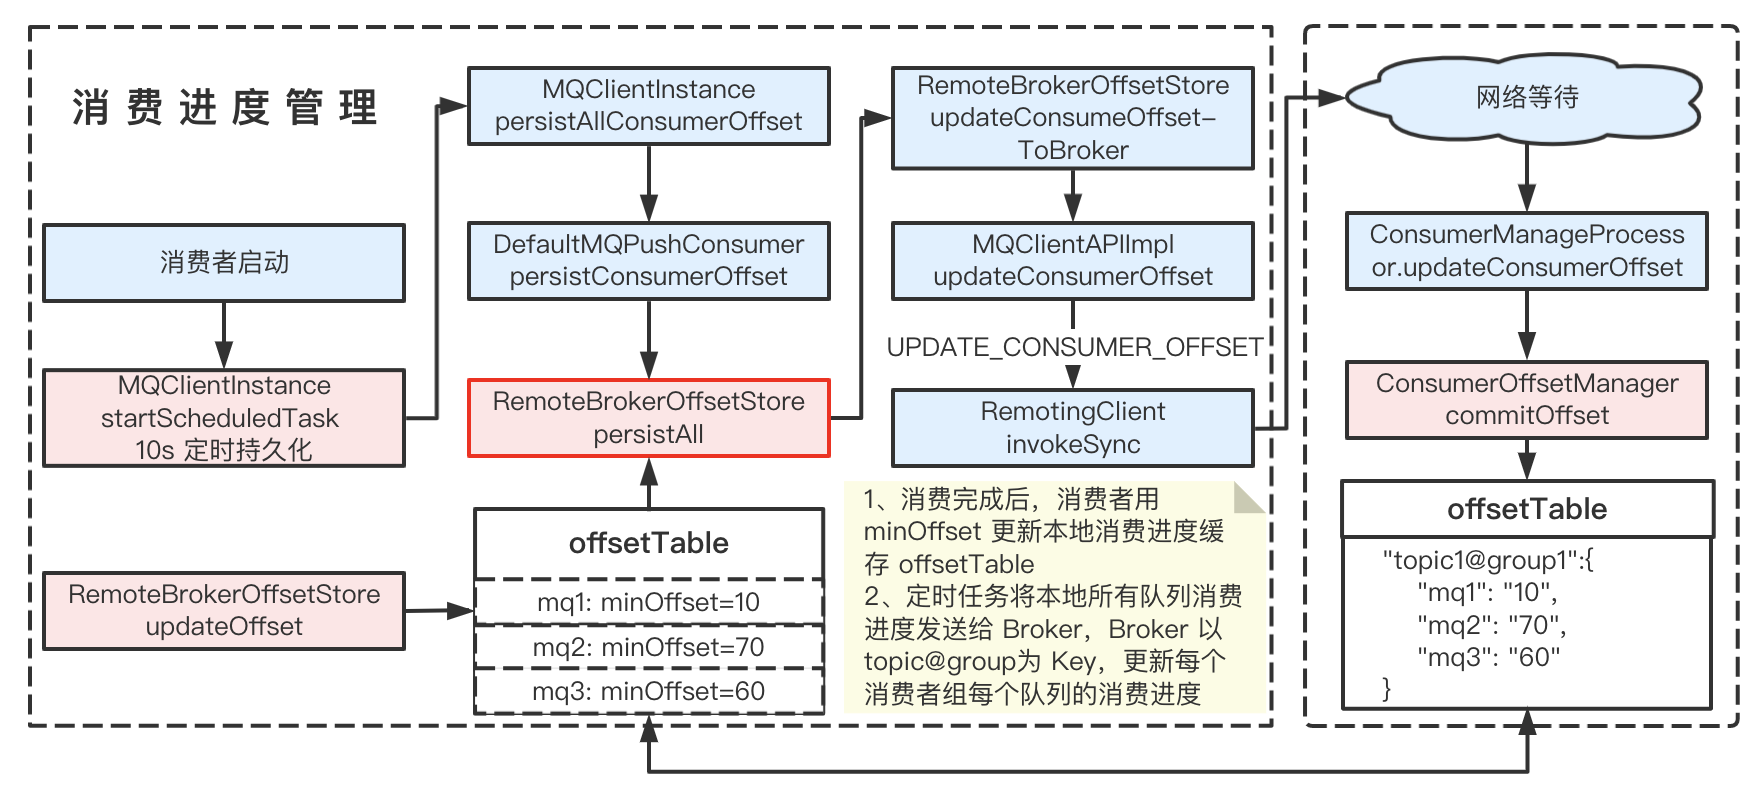 消费进度管理
消费者启动
MQClientInstance
startScheduledTask
10s 定时持久化
RemoteBrokerOffsetStore
updateOffset
MQClientInstance
persistAllConsumerOffset
DefaultMQPushConsumer
persistConsumerOffset
RemoteBrokerOffsetStore
persistAll
offsetTable
mq1: minOffset=10
mq2: minOffset=70
mq3: minOffset=60
RemoteBrokerOffsetStore
updateConsumeOffset-
ToBroker
MQClientAPIImpl
updateConsumerOffset
UPDATE_CONSUMER_OFFSET
RemotingClient
invokeSync
1、消费完成后，消费者用
minOffset 更新本地消费进度缓
存 offsetTable
2、定时任务将本地所有队列消费
进度发送给 Broker，Broker 以
topic@group为 Key，更新每个
消费者组每个队列的消费进度
网络等待
ConsumerManageProcess
or.updateConsumerOffset
ConsumerOffsetManager
commitOffset
offsetTable
"topic1@group1":{
"mq1": "10",
"mq2": "70",
"mq3": "60"
}